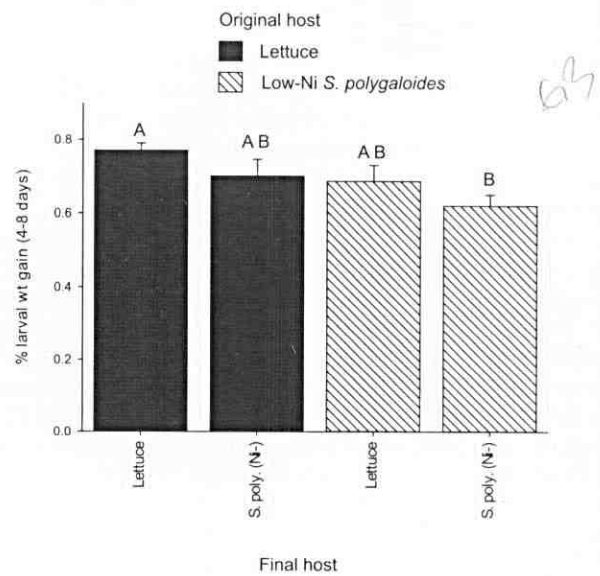 Original host
Lettuce
Low-Ni S. polygaloides
% larval wt gain (4-8 days)
0.8
0.6
0.4
0.2
0.0
A
A B
A B
B
Lettuce
S. poly. (Ni-)
Lettuce
S. poly. (Ni-)
Final host